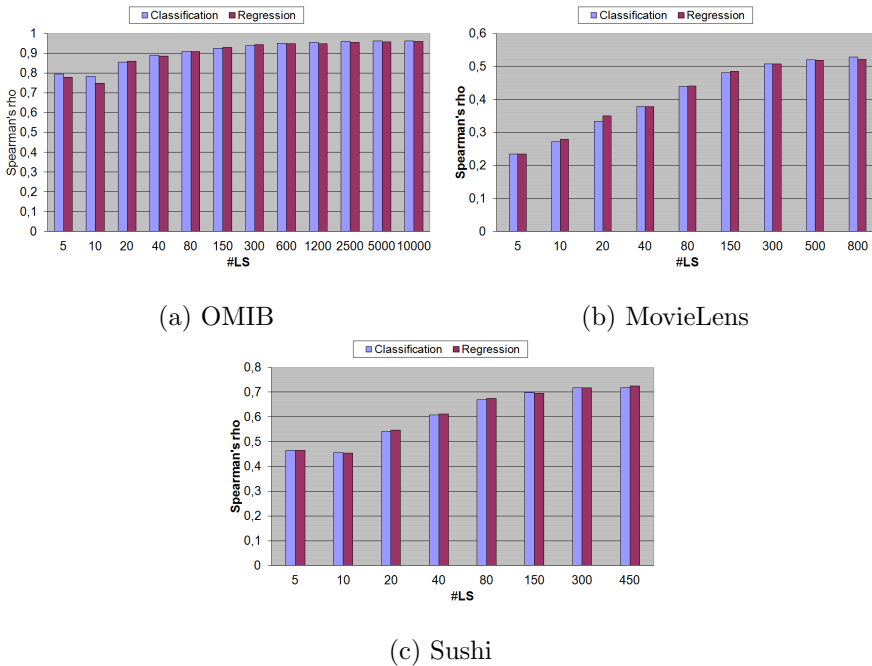 Classification Regression
1
0,9
0,8
0,7
0,6
0,5
0,4
0,3
0,2
0,1
0
Spearman's rho
5 10 20 40 80 150 300 600 1200 2500 5000 10000
#LS
(a) OMIB
Classification Regression
0,6
0,5
0,4
0,3
0,2
0,1
0
Spearman's rho
5 10 20 40 80 150 300 500 800
#LS
(b) MovieLens
Classification Regression
0,8
0,7
0,6
0,5
0,4
0,3
0,2
0,1
0
Spearman's rho
5 10 20 40 80 150 300 450
#LS
(c) Sushi